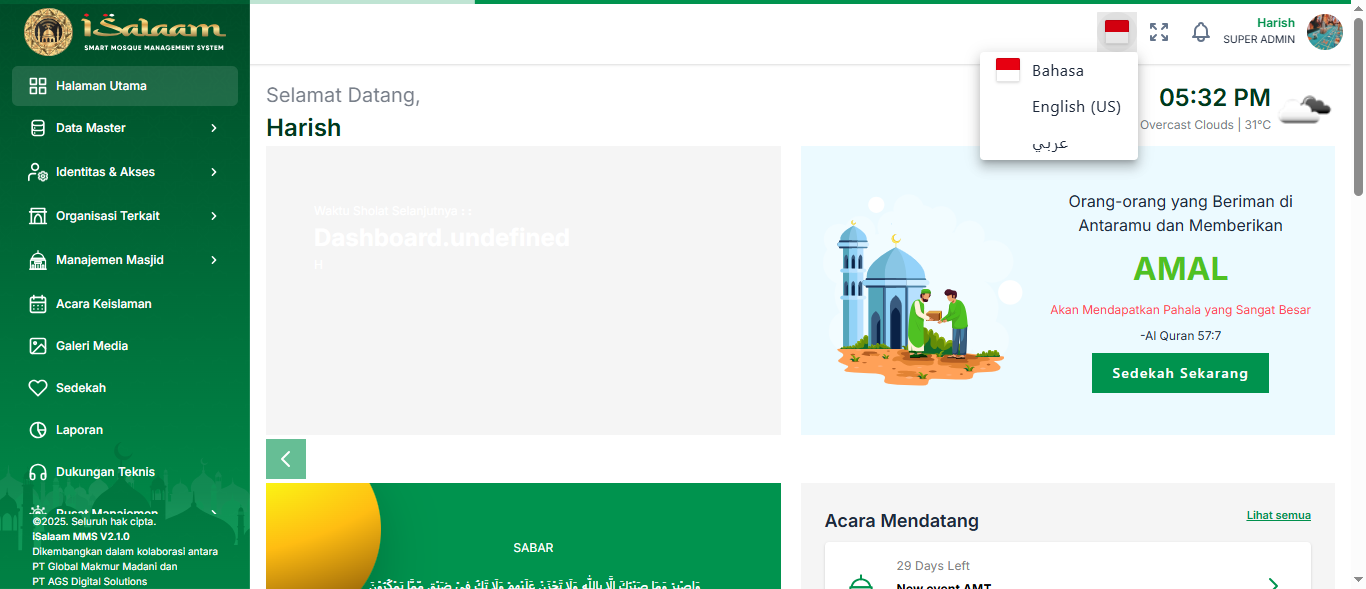 iSalaam
SMART MOSQUE MANAGEMENT SYSTEM
Halaman Utama
Data Master
Identitas & Akses
Organisasi Terkait
Manajemen Masjid
Acara Keislaman
Galeri Media
Sedekah
Laporan
Dukungan Teknis
Pusat Manajemen
©2025. Seluruh hak cipta.
iSalaam MMS V2.1.0
Dikembangkan dalam kolaborasi antara
PT Global Makmur Madani dan
PT AGS Digital Solutions
Harish
SUPER ADMIN
Bahasa
English (US)
عربي
Selamat Datang,
Harish
05:32 PM
Overcast Clouds | 31°C
Waktu Sholat Selanjutnya : :
Dashboard.undefined
H
Orang-orang yang Beriman di
Antaramu dan Memberikan
AMAL
Akan Mendapatkan Pahala yang Sangat Besar
-Al Quran 57:7
Sedekah Sekarang
SABAR
وَاصْبِرْ وَمَا صَبْرُكَ اِلَّا بِاللّٰهِ وَلَا تَحْزَنْ عَلَيْهِمْ وَلَا تَكُ فِيْ ضَيْقٍ مِّمَّا يَمْكُرُوْنَ
Acara Mendatang
Lihat semua
29 Days Left
New event AMT